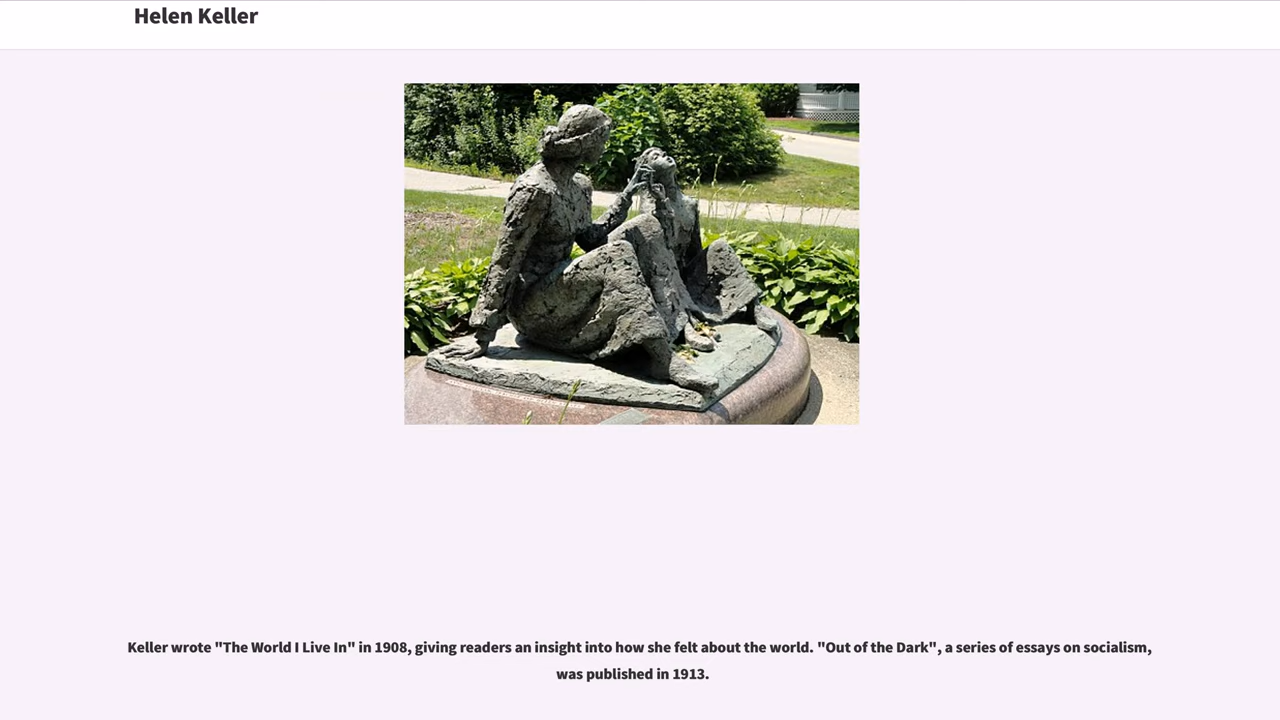 Helen Keller
Keller wrote "The World I Live In" in 1908, giving readers an insight into how she felt about the world. "Out of the Dark", a series of essays on socialism,
was published in 1913.